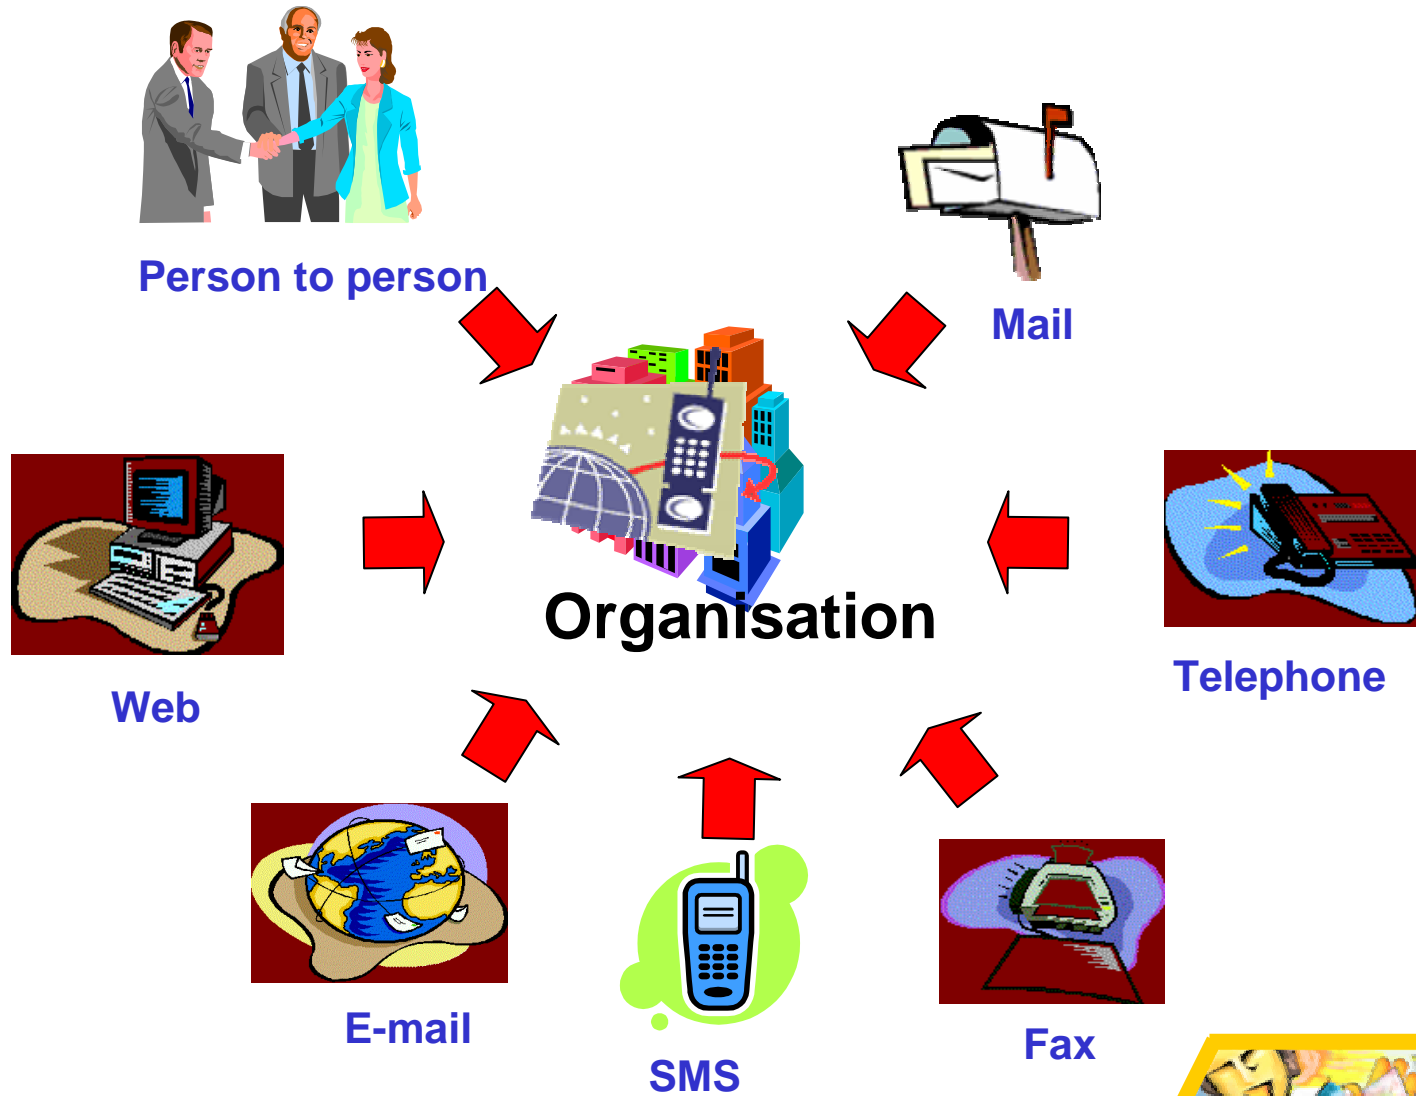 Person to person
Mail
Organisation
Web
Telephone
E-mail
SMS
Fax